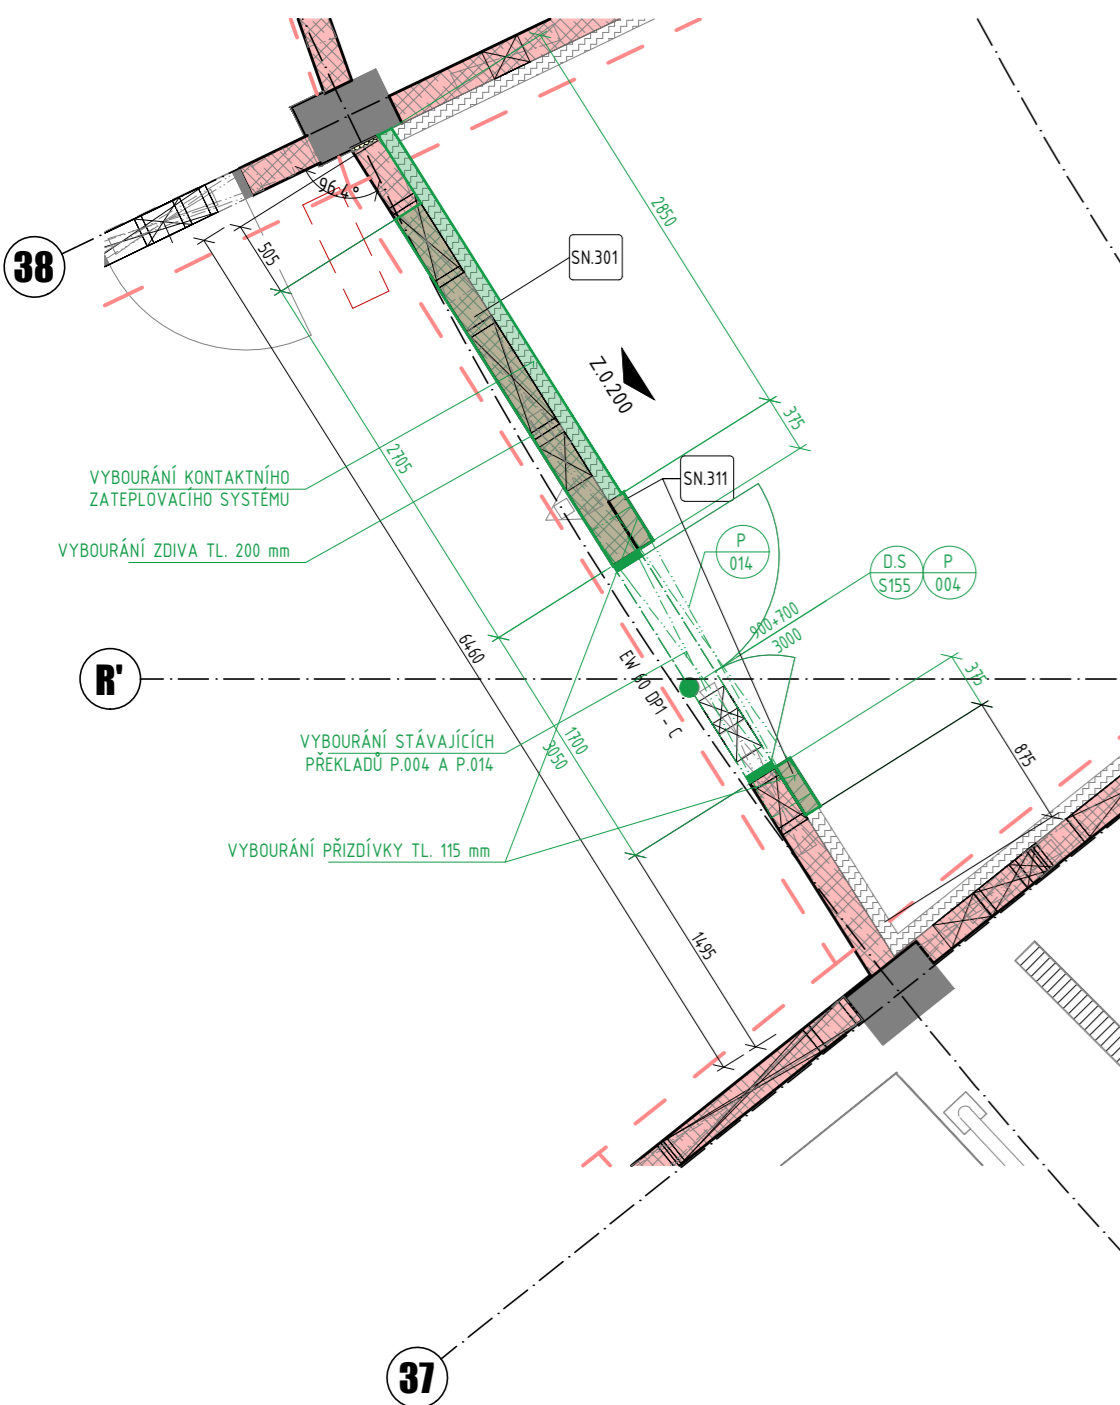 96.4°
38
505
2850
SN.301
Z.0.200
375
2705
VYBOURÁNÍ KONTAKTNÍHO
ZATEPLOVACÍHO SYSTÉMU
SN.311
VYBOURÁNÍ ZDIVA TL. 200 mm
P
014
D.S
S155
P
004
900+700
3000
6460
R'
EW 60 DP1 - C
375
VYBOURÁNÍ STÁVAJÍCÍCH
PŘEKLADŮ P.004 A P.014
1700
3050
875
VYBOURÁNÍ PŘIZDÍVKY TL. 115 mm
1495
37